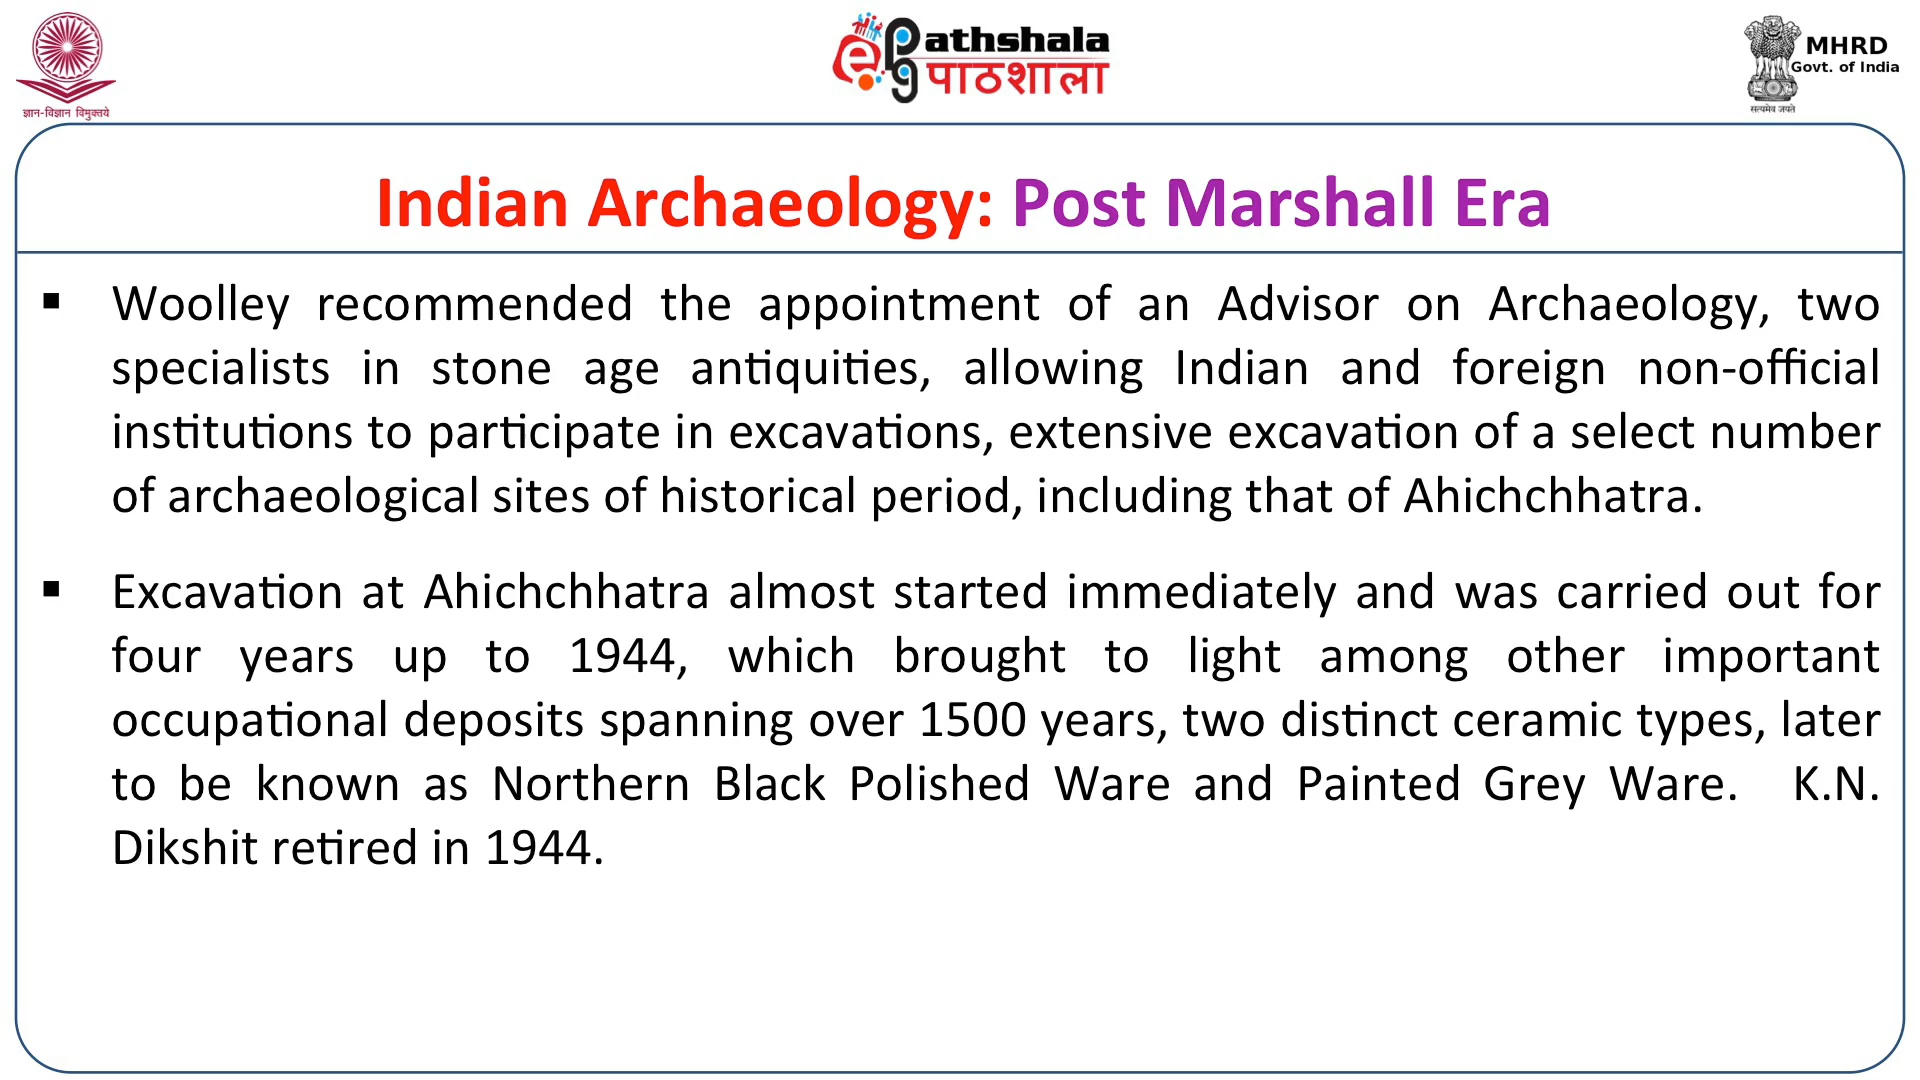 ज्ञान-विज्ञान विमुक्तये
ePg Pathshala
पाठशाला
MHRD
Govt. of India
सत्यमेव जयते
Indian Archaeology: Post Marshall Era
▪ Woolley recommended the appointment of an Advisor on Archaeology, two
specialists in stone age antiquities, allowing Indian and foreign non-official
institutions to participate in excavations, extensive excavation of a select number
of archaeological sites of historical period, including that of Ahichchhatra.
▪ Excavation at Ahichchhatra almost started immediately and was carried out for
four years up to 1944, which brought to light among other important
occupational deposits spanning over 1500 years, two distinct ceramic types, later
to be known as Northern Black Polished Ware and Painted Grey Ware. K.N.
Dikshit retired in 1944.